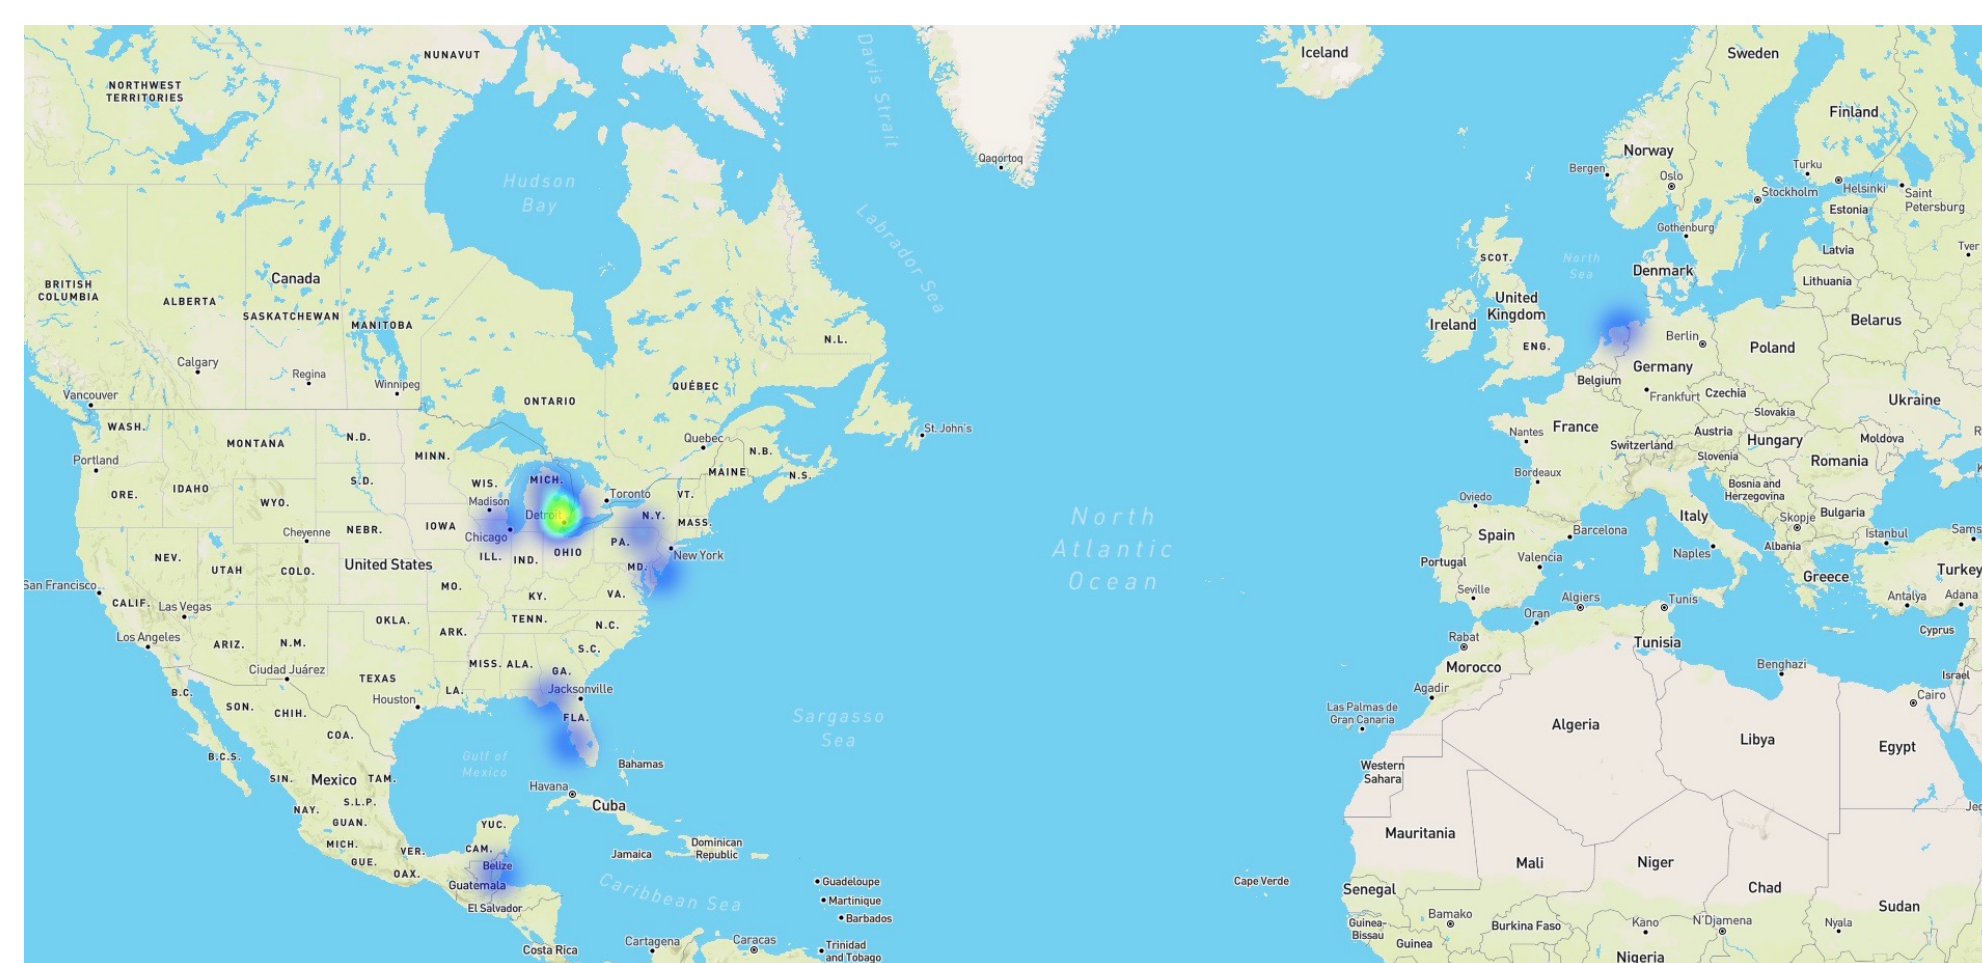 NUNAVUT
NORTHWEST
TERRITORIES
Davis Strait
Iceland
Sweden
Finland
Qaqortoq
Norway
Bergen
Oslo
Turku
Helsinki
Stockholm
Saint
Petersburg
Estonia
Hudson
Bay
Labrador Sea
Gothenburg
Latvia
Tver
SCOT.
North
Sea
Denmark
Lithuania
BRITISH
COLUMBIA
Canada
ALBERTA
SASKATCHEWAN
MANITOBA
United
Kingdom
Ireland
Belarus
N.L.
ENG.
Berlin
Poland
Calgary
Regina
Winnipeg
Vancouver
QUÉBEC
ONTARIO
Germany
Belgium
Frankfurt
Czechia
Ukraine
Slovakia
WASH.
MONTANA
N.D.
MINN.
Quebec
N.B.
St. John's
Nantes
France
Austria
Hungary
Moldova
Switzerland
Slovenia
Romania
Portland
ORE.
IDAHO
WYO.
S.D.
WIS.
MICH.
MAINE
N.S.
Bordeaux
Bosnia and
Herzegovina
Madison
Toronto
VT.
Oviedo
Italy
Skopje
Bulgaria
Cheyenne
NEBR.
IOWA
Detroit
N.Y.
MASS.
Chicago
North
Atlantic
Ocean
Spain
Barcelona
Istanbul
Sams
PA.
OHIO
New York
Albania
Naples
Portugal
Valencia
Greece
Turkey
NEV.
UTAH
COLO.
United States
ILL.
IND.
MD.
San Francisco
CALIF.
Las Vegas
MO.
KY.
VA.
Seville
Algiers
Tunis
Antalya
Adana
Oran
Los Angeles
ARIZ.
N.M.
OKLA.
ARK.
TENN.
N.C.
S.C.
Rabat
Tunisia
Cyprus
Morocco
Benghazi
Israel
Ciudad Juárez
TEXAS
MISS.
ALA.
GA.
Jacksonville
Agadir
Cairo
B.C.
SON.
CHIH.
Houston
LA.
FLA.
Sargasso
Sea
Las Palmas de
Gran Canaria
Algeria
Libya
Egypt
COA.
B.C.S.
Gulf of
Mexico
Bahamas
Western
Sahara
SIN.
Mexico
TAM.
Havana
Cuba
NAY.
S.L.P.
GUAN.
YUC.
MICH.
VER.
CAM.
GUE.
OAX.
Belize
Guatemala
El Salvador
Jamaica
Dominican
Republic
Mauritania
Mali
Niger
Chad
Sudan
Caribbean Sea
Guadeloupe
Martinique
Barbados
Cape Verde
Senegal
Guinea-
Bissau
Bamako
Burkina Faso
Kano
N'Djamena
Nyala
Costa Rica
Cartagena
Caracas
Trinidad
and Tobago
Guinea
Nigeria